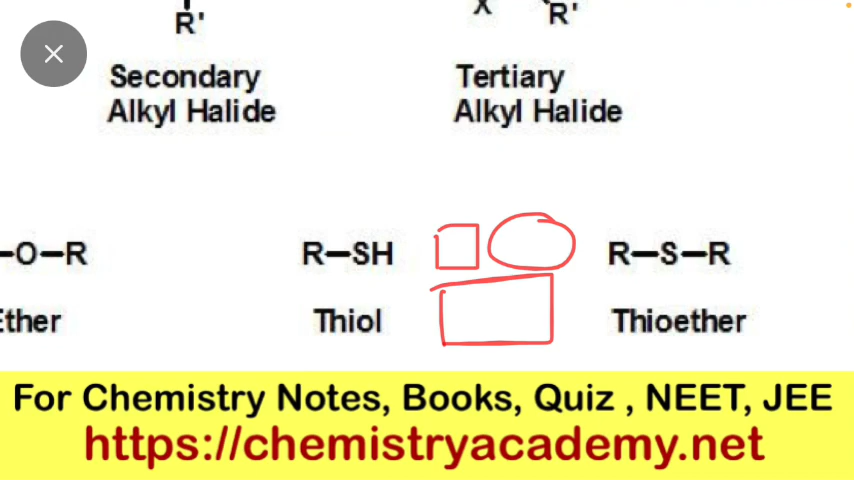 R'
X R'
Secondary
Alkyl Halide
Tertiary
Alkyl Halide
–O–R
R–SH
R–S–R
Ether
Thiol
Thioether
For Chemistry Notes, Books, Quiz , NEET, JEE
https://chemistryacademy.net